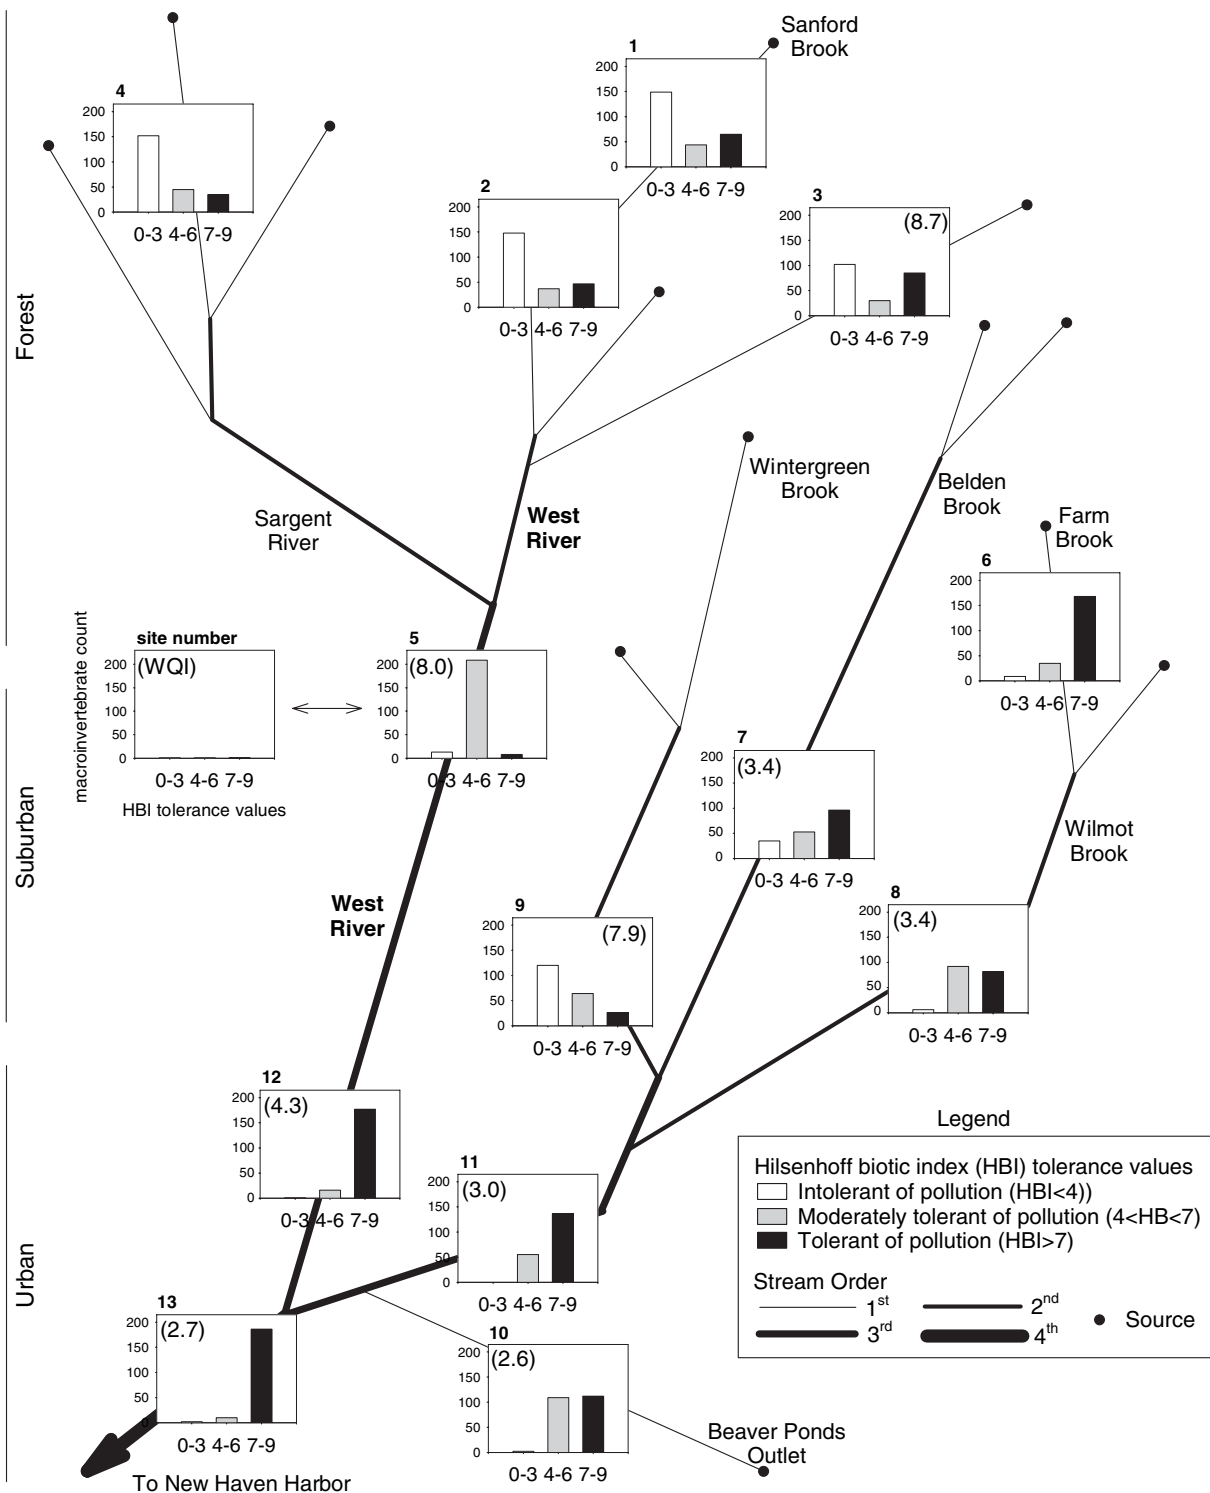 Sanford
Brook
1
200
150
100
50
0
0-3 4-6 7-9
4
200
150
100
50
0
0-3 4-6 7-9
2
200
150
100
50
0
0-3 4-6 7-9
3
(8.7)
200
150
100
50
0
0-3 4-6 7-9
Forest
Sargent
River
West
River
Wintergreen
Brook
Belden
Brook
Farm
Brook
6
200
150
100
50
0
0-3 4-6 7-9
macroinvertebrate count
site number
(WQI)
200
150
100
50
0
0-3 4-6 7-9
HBI tolerance values
5
(8.0)
200
150
100
50
0
0-3 4-6 7-9
Suburban
7
(3.4)
200
150
100
50
0
0-3 4-6 7-9
Wilmot
Brook
West
River
8
(3.4)
200
150
100
50
0
0-3 4-6 7-9
9
(7.9)
200
150
100
50
0
0-3 4-6 7-9
Urban
12
(4.3)
200
150
100
50
0
0-3 4-6 7-9
11
(3.0)
200
150
100
50
0
0-3 4-6 7-9
13
(2.7)
200
150
100
50
0
0-3 4-6 7-9
10
(2.6)
200
150
100
50
0
0-3 4-6 7-9
Beaver Ponds
Outlet
To New Haven Harbor
Legend
Hilsenhoff biotic index (HBI) tolerance values
Intolerant of pollution (HBI<4))
Moderately tolerant of pollution (4<HB<7)
Tolerant of pollution (HBI>7)
Stream Order
1st 2nd
3rd 4th
Source